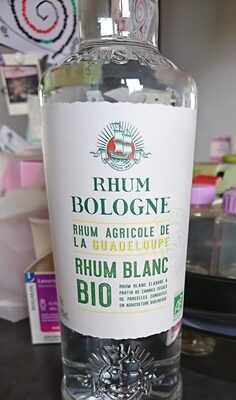 RHUM
BOLOGNE
RHUM AGRICOLE DE
LA GUADELOUPE
RHUM BLANC
BIO
RHUM BLANC ÉLABORÉ À
PARTIR DE CANNES ISSUES
DE PARCELLES CONDUITES
EN AGRICULTURE BIOLOGIQUE
AB